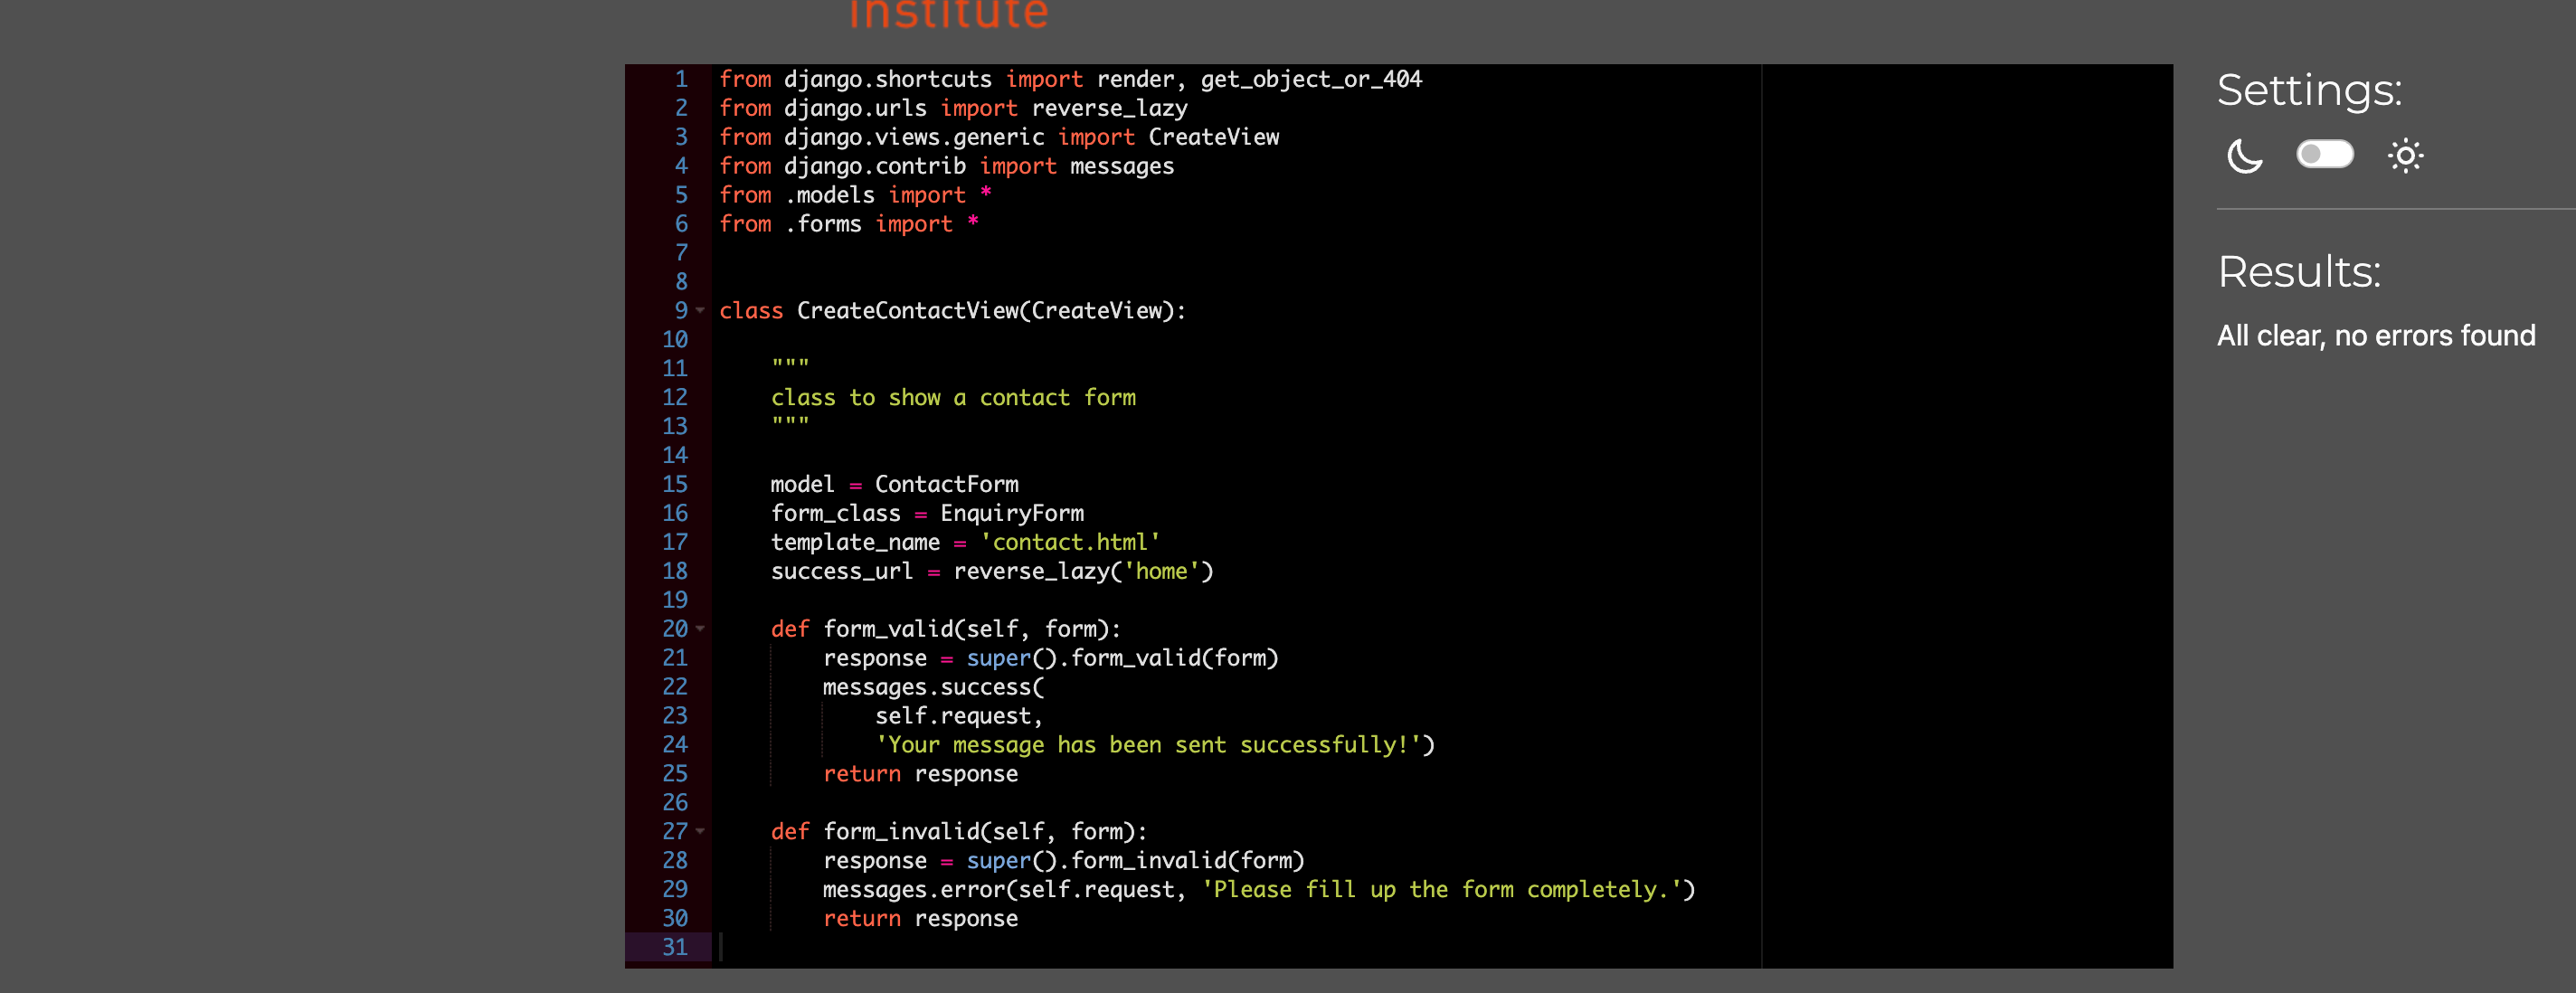 institute
1 from django.shortcuts import render, get_object_or_404
2 from django.urls import reverse_lazy
3 from django.views.generic import CreateView
4 from django.contrib import messages
5 from .models import *
6 from .forms import *
7
8
9 class CreateContactView(CreateView):
10
11     """
12     class to show a contact form
13     """
14
15     model = ContactForm
16     form_class = EnquiryForm
17     template_name = 'contact.html'
18     success_url = reverse_lazy('home')
19
20     def form_valid(self, form):
21         response = super().form_valid(form)
22         messages.success(
23             self.request,
24             'Your message has been sent successfully!')
25         return response
26
27     def form_invalid(self, form):
28         response = super().form_invalid(form)
29         messages.error(self.request, 'Please fill up the form completely.')
30         return response
31
Settings:
Results:
All clear, no errors found